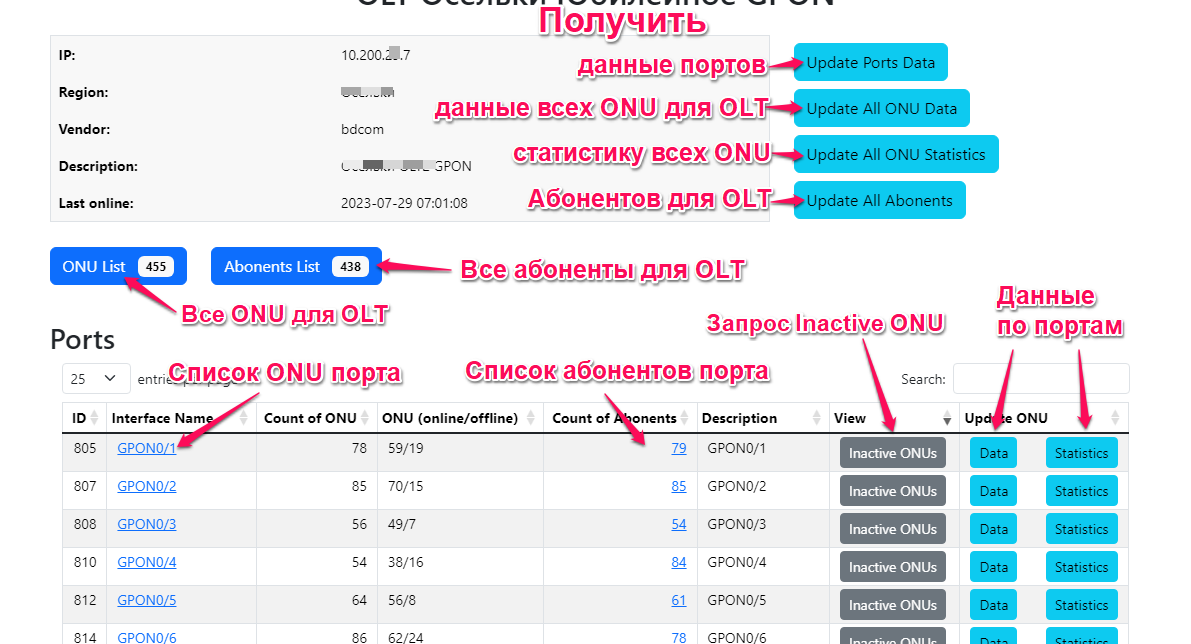 OLT Осельки Юбилейное GPON
Получить
IP: 10.200. .7
данные портов
Update Ports Data
Region:
данные всех ONU для OLT
Update All ONU Data
Vendor: bdcom
статистику всех ONU
Update All ONU Statistics
Description: GPON
Last online: 2023-07-29 07:01:08
Абонентов для OLT
Update All Abonents
ONU List 455
Abonents List 438
Все абоненты для OLT
Все ONU для OLT
Запрос Inactive ONU
Данные
по портам
Ports
25 entries per page
Список ONU порта
Список абонентов порта
Search:
ID Interface Name Count of ONU ONU (online/offline) Count of Abonents Description View Update ONU
805 GPON0/1 78 59/19 79 GPON0/1 Inactive ONUs Data Statistics
807 GPON0/2 85 70/15 85 GPON0/2 Inactive ONUs Data Statistics
808 GPON0/3 56 49/7 54 GPON0/3 Inactive ONUs Data Statistics
810 GPON0/4 54 38/16 84 GPON0/4 Inactive ONUs Data Statistics
812 GPON0/5 64 56/8 61 GPON0/5 Inactive ONUs Data Statistics
814 GPON0/6 86 62/24 78 GPON0/6 Inactive ONUs Data Statistics